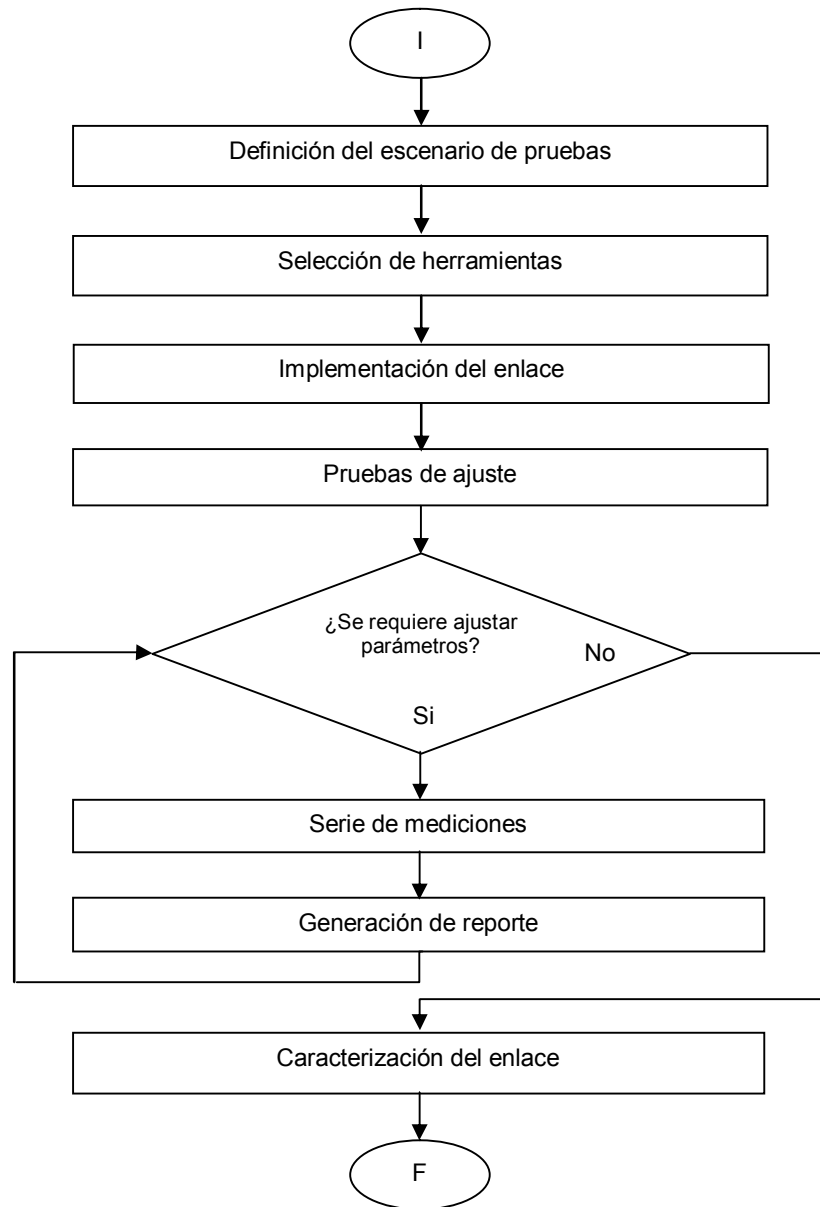 I
Definición del escenario de pruebas
Selección de herramientas
Implementación del enlace
Pruebas de ajuste
¿Se requiere ajustar
parámetros?
No
Si
Serie de mediciones
Generación de reporte
Caracterización del enlace
F